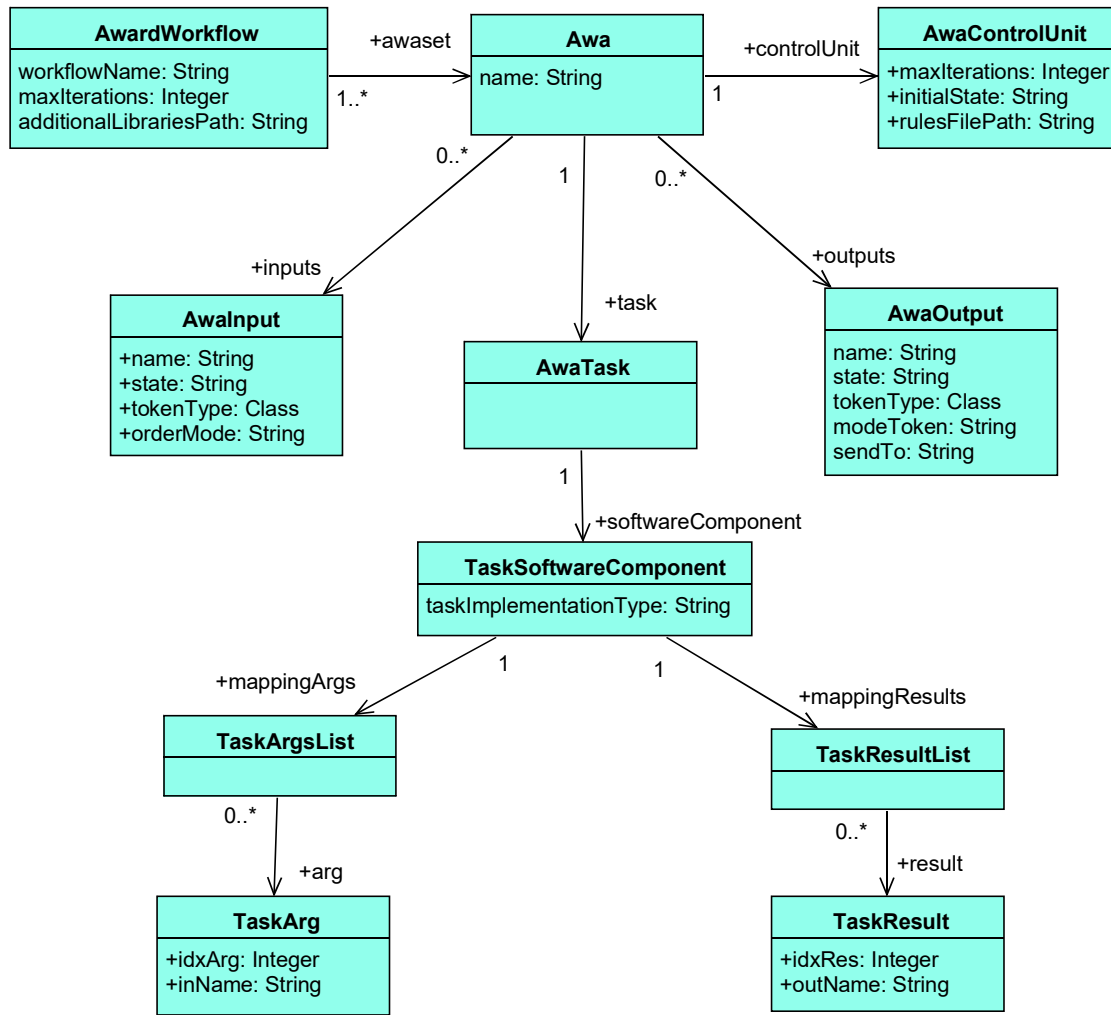 AwardWorkflow
workflowName: String
maxIterations: Integer
additionalLibrariesPath: String
+awaset
1..*
Awa
name: String
+controlUnit
1
AwaControlUnit
+maxIterations: Integer
+initialState: String
+rulesFilePath: String
0..*
1
0..*
+inputs
+task
+outputs
AwaInput
+name: String
+state: String
+tokenType: Class
+orderMode: String
AwaTask
AwaOutput
name: String
state: String
tokenType: Class
modeToken: String
sendTo: String
1
+softwareComponent
TaskSoftwareComponent
taskImplementationType: String
1
1
+mappingArgs
+mappingResults
TaskArgsList
TaskResultList
0..*
0..*
+arg
+result
TaskArg
+idxArg: Integer
+inName: String
TaskResult
+idxRes: Integer
+outName: String